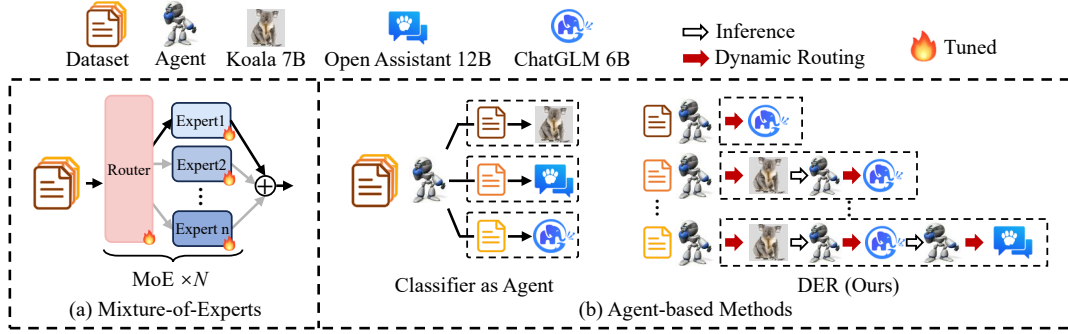 Dataset
Agent
Koala 7B
Open Assistant 12B
ChatGLM 6B
Inference
Dynamic Routing
Tuned
Router
Expert1
Expert2
Expert n
MoE ×N
(a) Mixture-of-Experts
Classifier as Agent
DER (Ours)
(b) Agent-based Methods